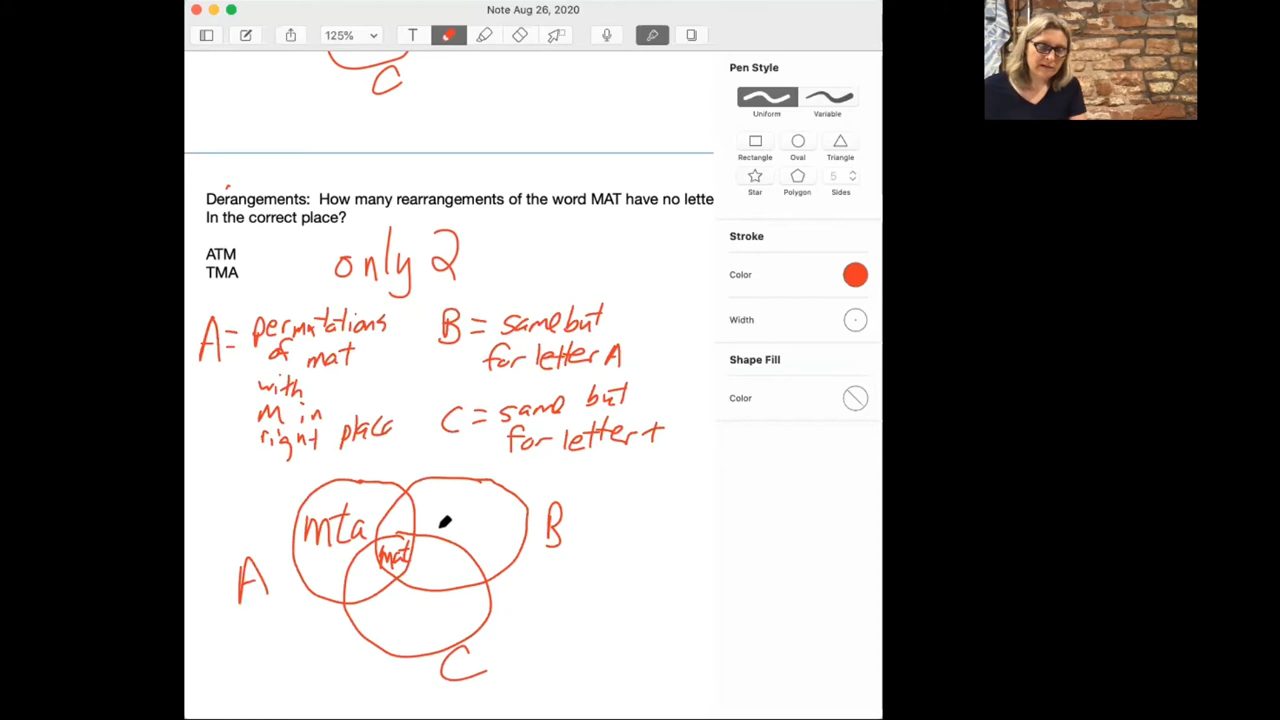 Note Aug 26, 2020
125%
T
C
Pen Style
Uniform
Variable
Rectangle
Oval
Triangle
Star
Polygon
5
Sides
Stroke
Color
Width
Shape Fill
Color
Derangements: How many rearrangements of the word MAT have no lette
In the correct place?
ATM
TMA
only 2
A = permutations
of mat
with
M in
right place
B = same but
for letter A
C = same but
for letter t
mta
mat
A
B
C